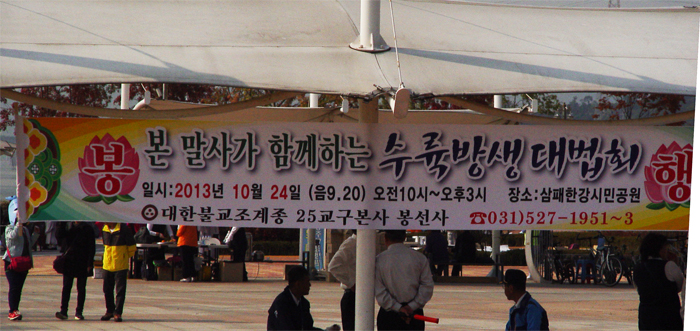 봉 본 말사가 함께하는 수륙방생대법회 행
일시:2013년 10월 24일 (음9.20) 오전10시~오후3시 장소:삼패한강시민공원
대한불교조계종 25교구본사 봉선사 ☎031)527-1951~3